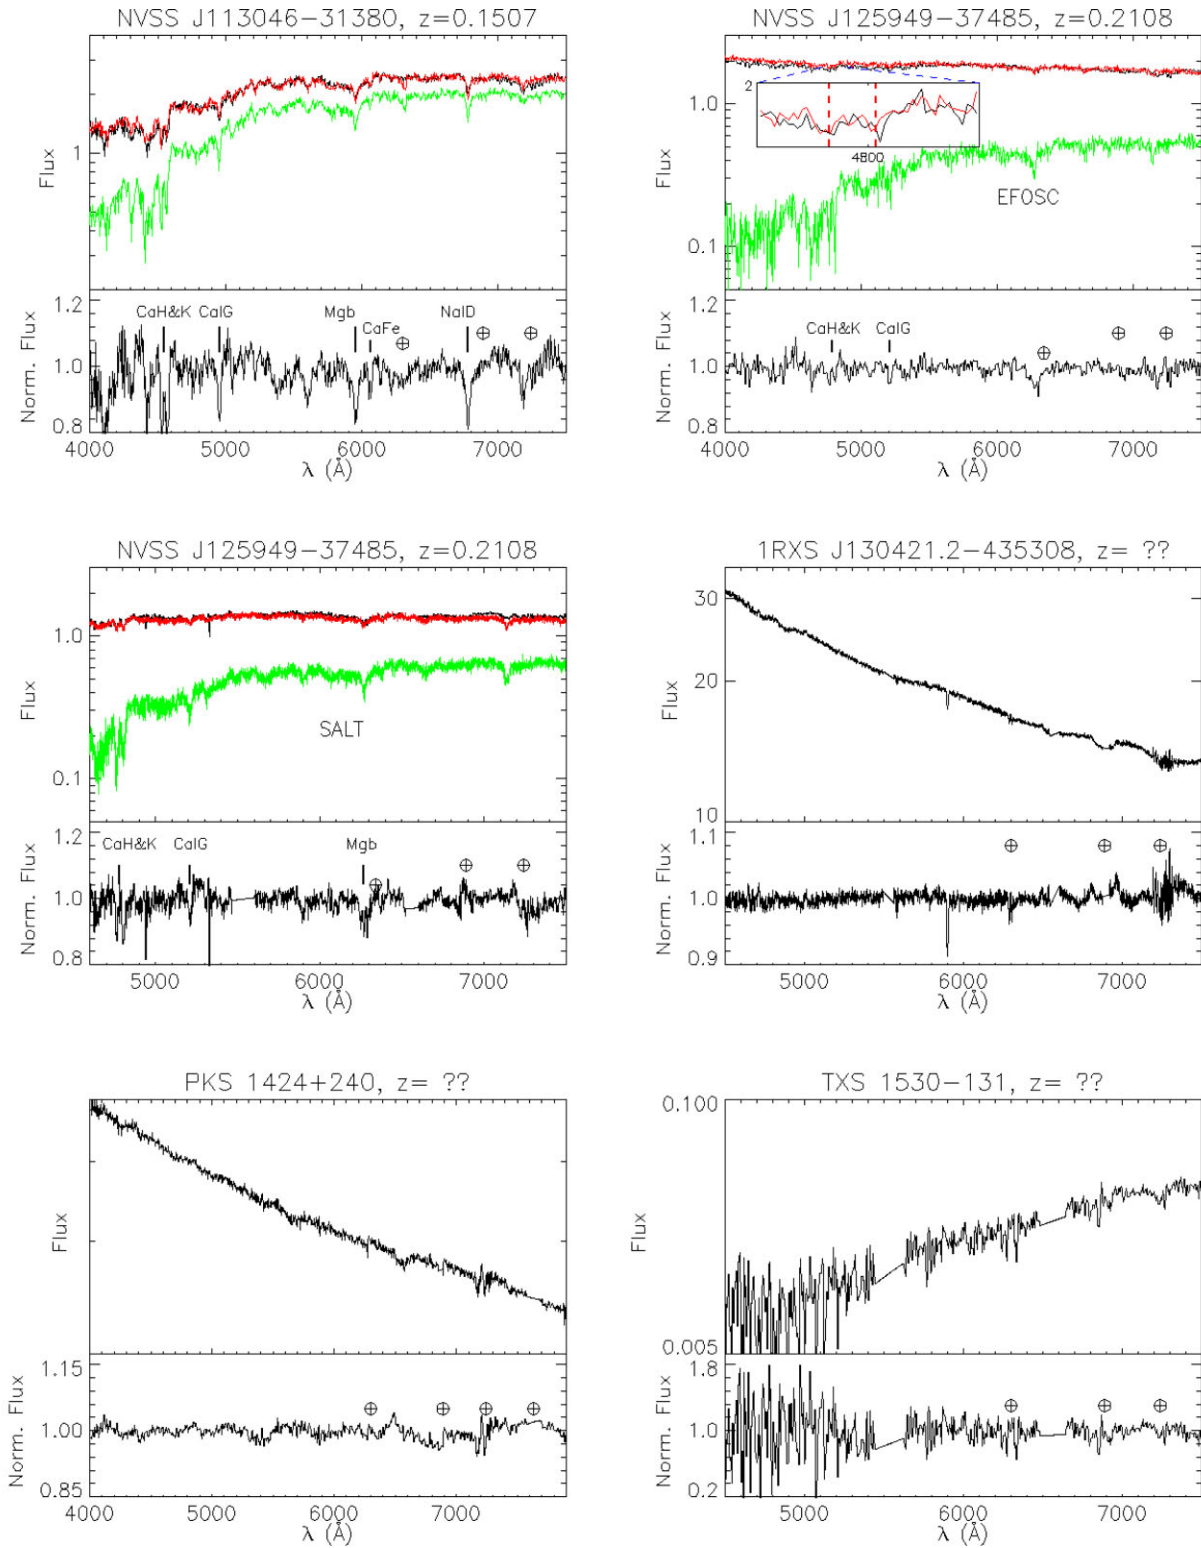 NVSS J113046−31380, z=0.1507
Flux
1
CaH&K CaIG Mgb CaFe NaID
Norm. Flux
1.2
1.0
0.8
4000 5000 6000 7000
λ (Å)
NVSS J125949−37485, z=0.2108
Flux
1.0
0.1
2
4800
EFOSC
CaH&K CaIG
Norm. Flux
1.2
1.0
0.8
4000 5000 6000 7000
λ (Å)
NVSS J125949−37485, z=0.2108
Flux
1.0
0.1
SALT
CaH&K CaIG Mgb
Norm. Flux
1.2
1.0
0.8
5000 6000 7000
λ (Å)
1RXS J130421.2−435308, z= ??
Flux
30
20
10
Norm. Flux
1.1
1.0
0.9
5000 6000 7000
λ (Å)
PKS 1424+240, z= ??
Flux
Norm. Flux
1.15
1.00
0.85
4000 5000 6000 7000
λ (Å)
TXS 1530−131, z= ??
Flux
0.100
0.005
Norm. Flux
1.8
1.0
0.2
5000 6000 7000
λ (Å)